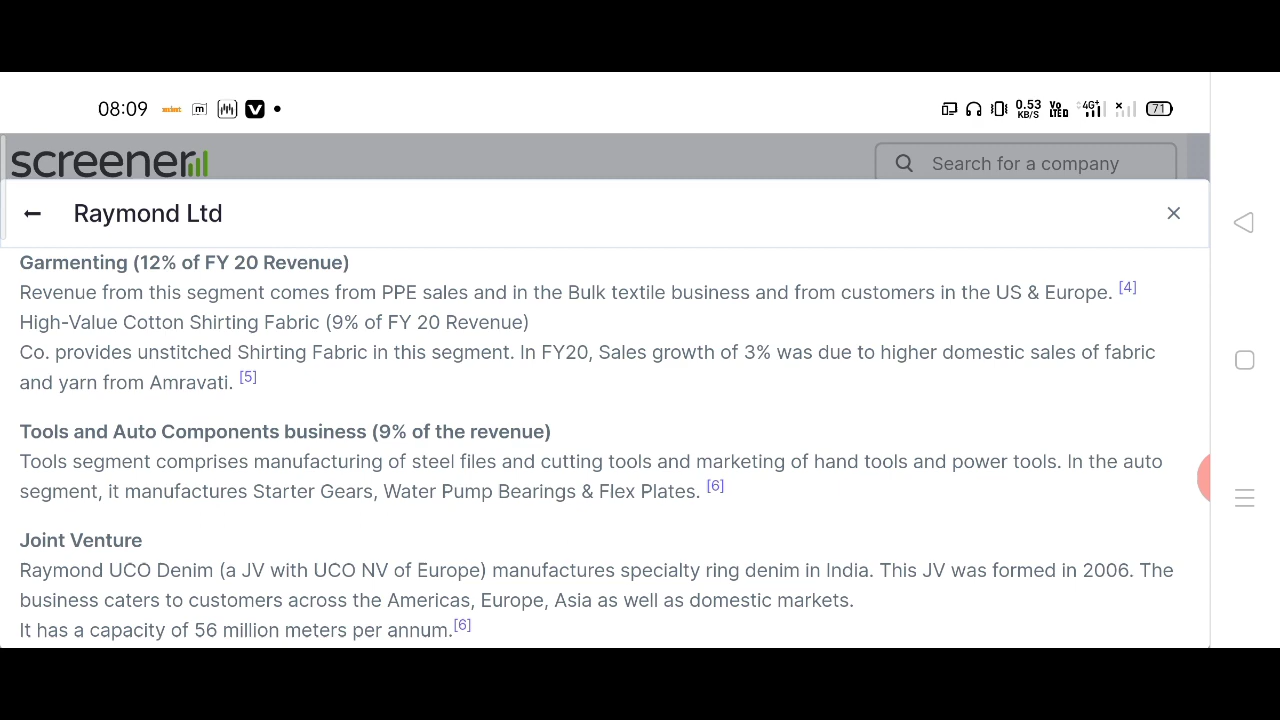 08:09
0.53 KB/S
Vo LTE D
4G+
71
screener
Search for a company
Raymond Ltd
Garmenting (12% of FY 20 Revenue)
Revenue from this segment comes from PPE sales and in the Bulk textile business and from customers in the US & Europe. [4]
High-Value Cotton Shirting Fabric (9% of FY 20 Revenue)
Co. provides unstitched Shirting Fabric in this segment. In FY20, Sales growth of 3% was due to higher domestic sales of fabric
and yarn from Amravati. [5]
Tools and Auto Components business (9% of the revenue)
Tools segment comprises manufacturing of steel files and cutting tools and marketing of hand tools and power tools. In the auto
segment, it manufactures Starter Gears, Water Pump Bearings & Flex Plates. [6]
Joint Venture
Raymond UCO Denim (a JV with UCO NV of Europe) manufactures specialty ring denim in India. This JV was formed in 2006. The
business caters to customers across the Americas, Europe, Asia as well as domestic markets.
It has a capacity of 56 million meters per annum.[6]